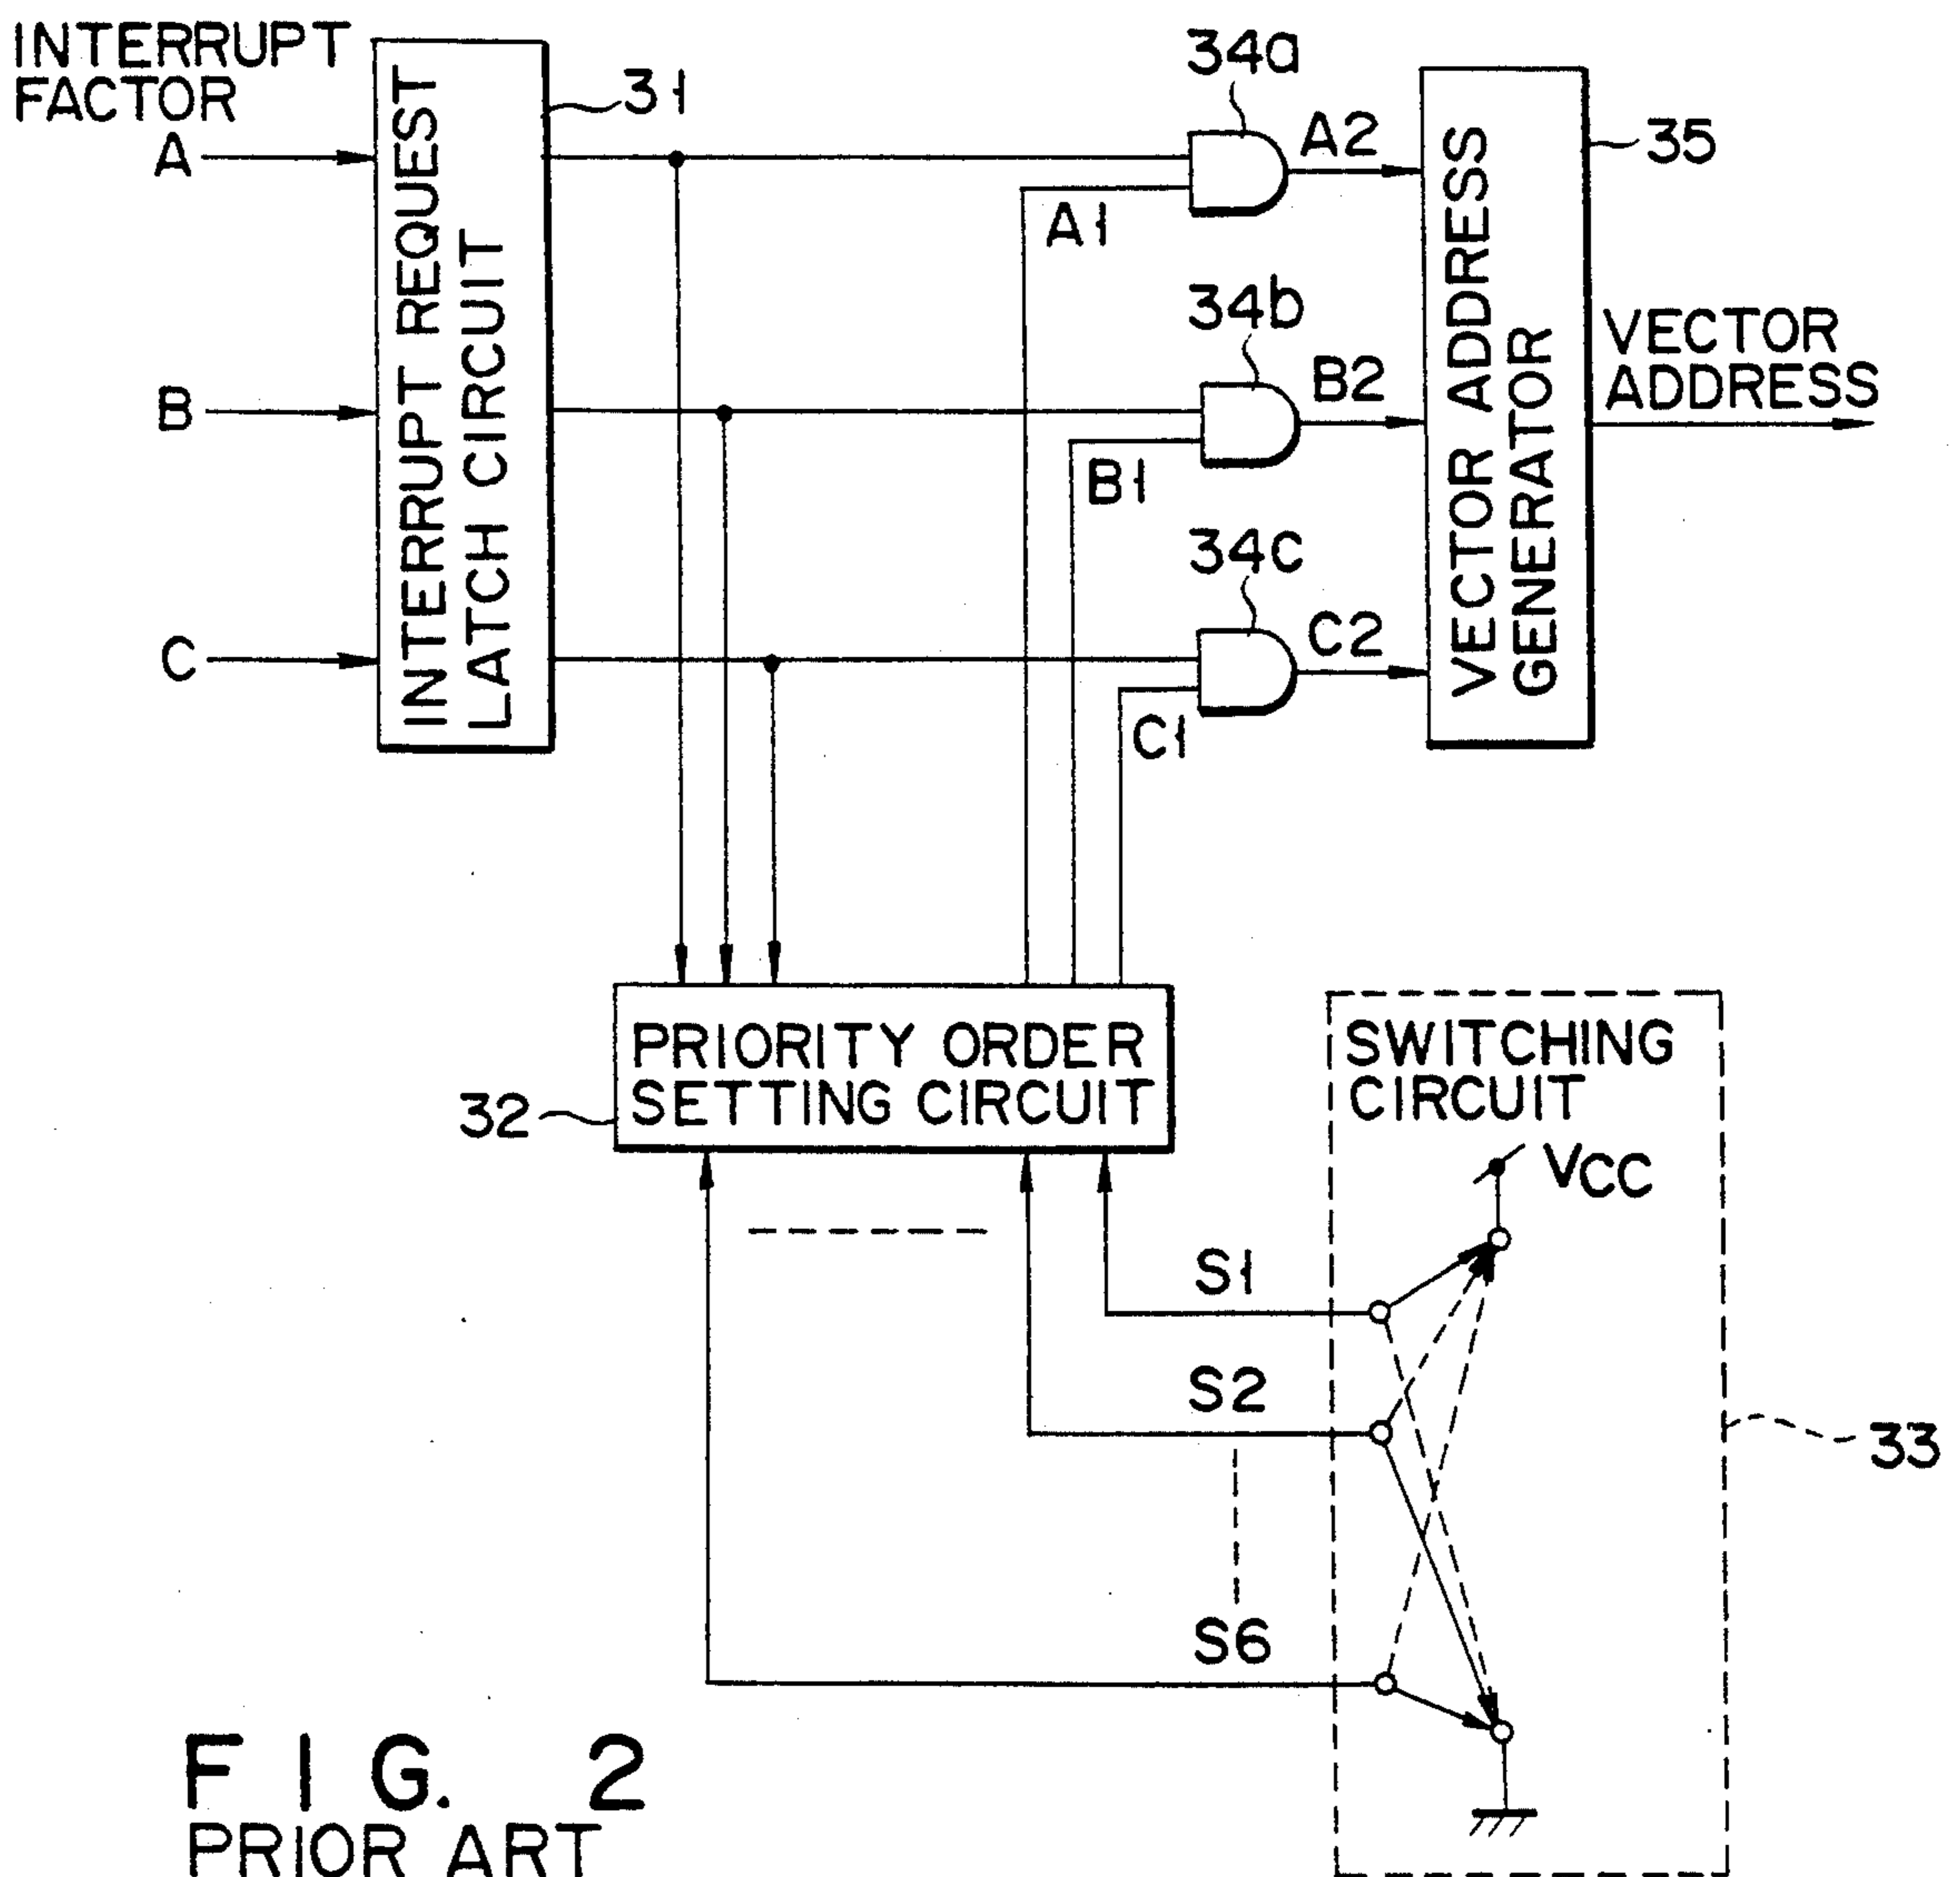 INTERRUPT
FACTOR
A
B
C
INTERRUPT REQUEST
LATCH CIRCUIT
31
34a
A2
A1
34b
B2
B1
34c
C2
C1
VECTOR ADDRESS
GENERATOR
35
VECTOR
ADDRESS
PRIORITY ORDER
SETTING CIRCUIT
32
SWITCHING
CIRCUIT
VCC
S1
S2
S6
33
FIG. 2
PRIOR ART